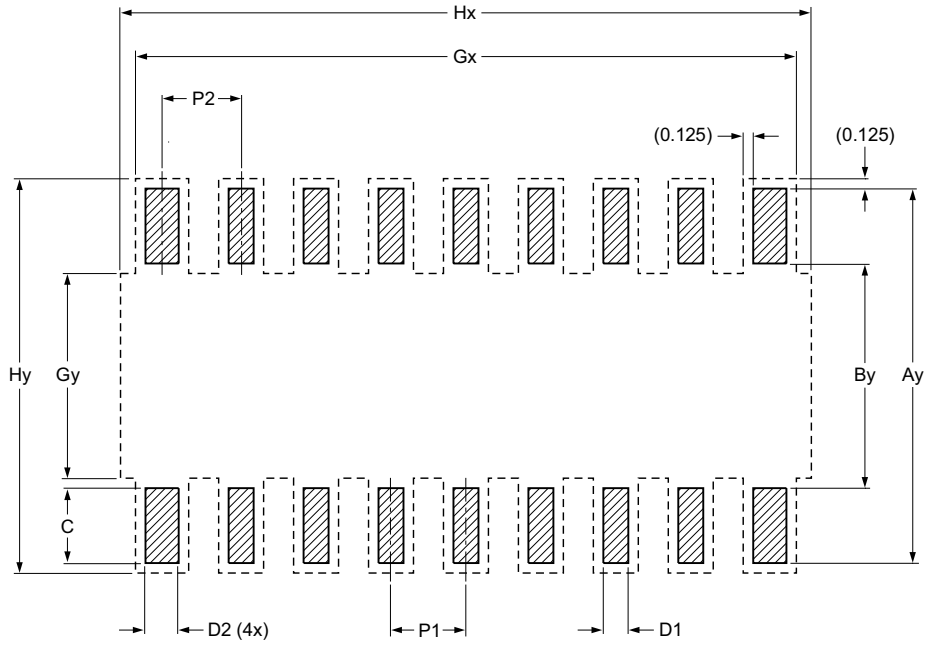 Hx
Gx
P2
(0.125)
(0.125)
Hy
Gy
By
Ay
C
D2 (4x)
P1
D1